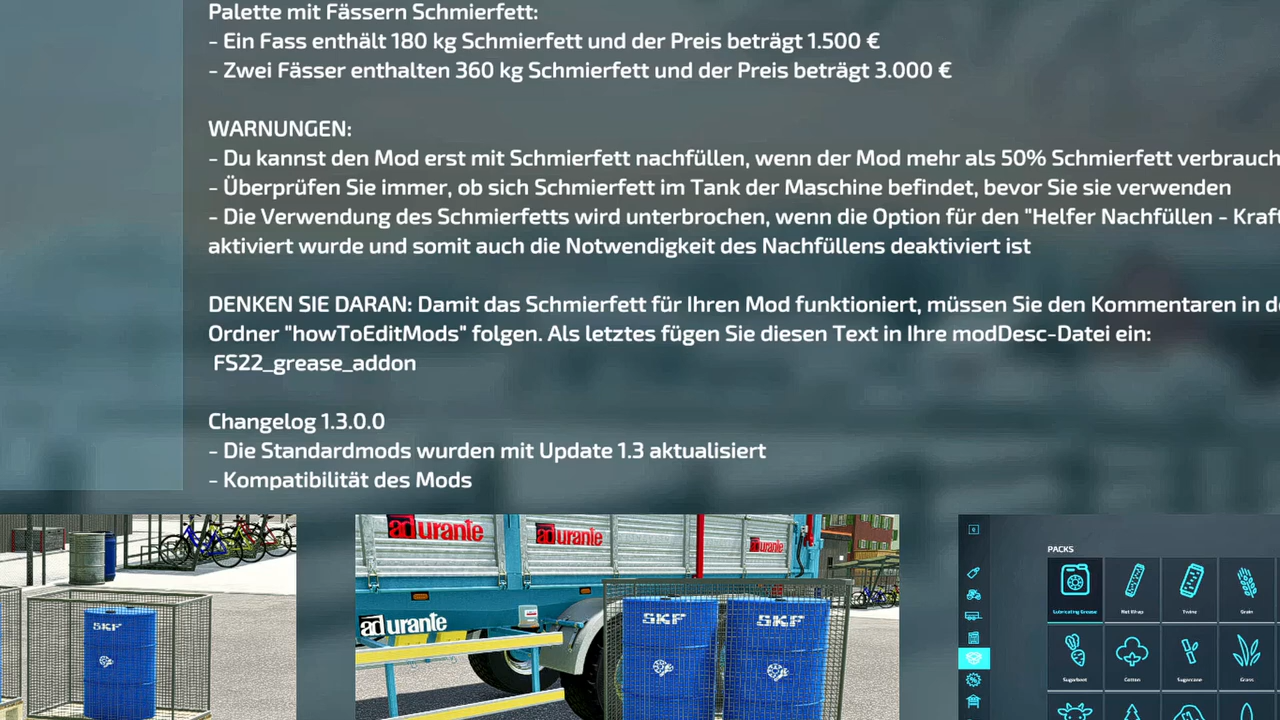 Palette mit Fässern Schmierfett:
- Ein Fass enthält 180 kg Schmierfett und der Preis beträgt 1.500 €
- Zwei Fässer enthalten 360 kg Schmierfett und der Preis beträgt 3.000 €
WARNUNGEN:
- Du kannst den Mod erst mit Schmierfett nachfüllen, wenn der Mod mehr als 50% Schmierfett verbrauch
- Überprüfen Sie immer, ob sich Schmierfett im Tank der Maschine befindet, bevor Sie sie verwenden
- Die Verwendung des Schmierfetts wird unterbrochen, wenn die Option für den "Helfer Nachfüllen - Kraf
aktiviert wurde und somit auch die Notwendigkeit des Nachfüllens deaktiviert ist
DENKEN SIE DARAN: Damit das Schmierfett für Ihren Mod funktioniert, müssen Sie den Kommentaren in de
Ordner "howToEditMods" folgen. Als letztes fügen Sie diesen Text in Ihre modDesc-Datei ein:
FS22_grease_addon
Changelog 1.3.0.0
- Die Standardmods wurden mit Update 1.3 aktualisiert
- Kompatibilität des Mods
adurante
adurante
adurante
adurante
SKF
SKF
SKF
PACKS
Lubricating Grease
Net Wrap
Twine
Grain
Sugarbeet
Cotton
Sugarcane
Grass